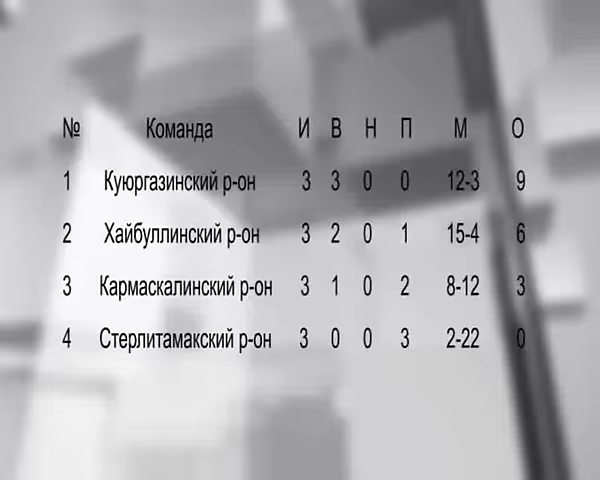 № Команда И В Н П М О
1 Куюргазинский р-он 3 3 0 0 12-3 9
2 Хайбуллинский р-он 3 2 0 1 15-4 6
3 Кармаскалинский р-он 3 1 0 2 8-12 3
4 Стерлитамакский р-он 3 0 0 3 2-22 0